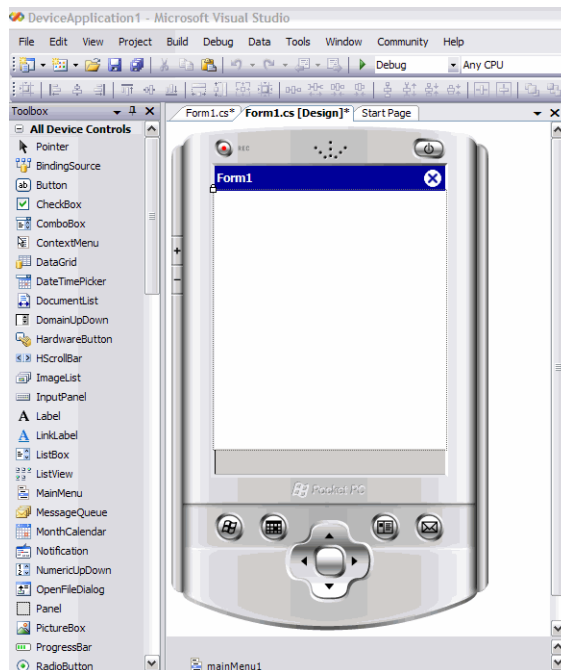 DeviceApplication1 - Microsoft Visual Studio
File Edit View Project Build Debug Data Tools Window Community Help
Debug Any CPU
Toolbox
Form1.cs* Form1.cs [Design]* Start Page
All Device Controls
Pointer
BindingSource
Button
CheckBox
ComboBox
ContextMenu
DataGrid
DateTimePicker
DocumentList
DomainUpDown
HardwareButton
HScrollBar
ImageList
InputPanel
Label
LinkLabel
ListBox
ListView
MainMenu
MessageQueue
MonthCalendar
Notification
NumericUpDown
OpenFileDialog
Panel
PictureBox
ProgressBar
RadioButton
REC
Form1
Pocket PC
mainMenu1